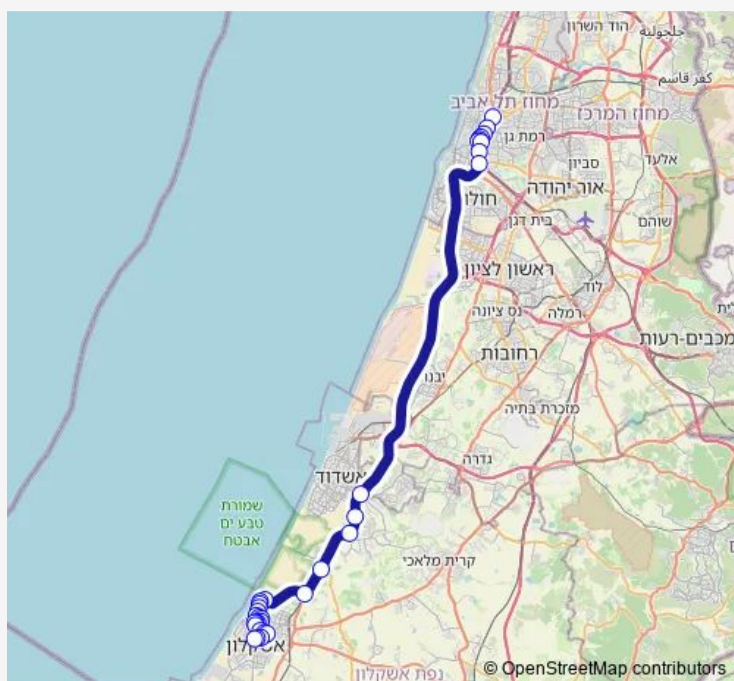 הוד השרון
גלג'וליה
כפר קאסם
מחוז תל אביב
מחוז המרכז
רמת גן
סביון
אלעד
אור יהודה
שוהם
חולו
בית דגן
ראשון לציון
לוד
נס ציונה
רמלה
מכבים-רעות
רחובות
יבנה
מזכרת בתיה
גדרה
אשדוד
שמורת
טבע ים
אבטח
קרית מלאכי
אשקלון
נפת אשקלון
© OpenStreetMap contributors